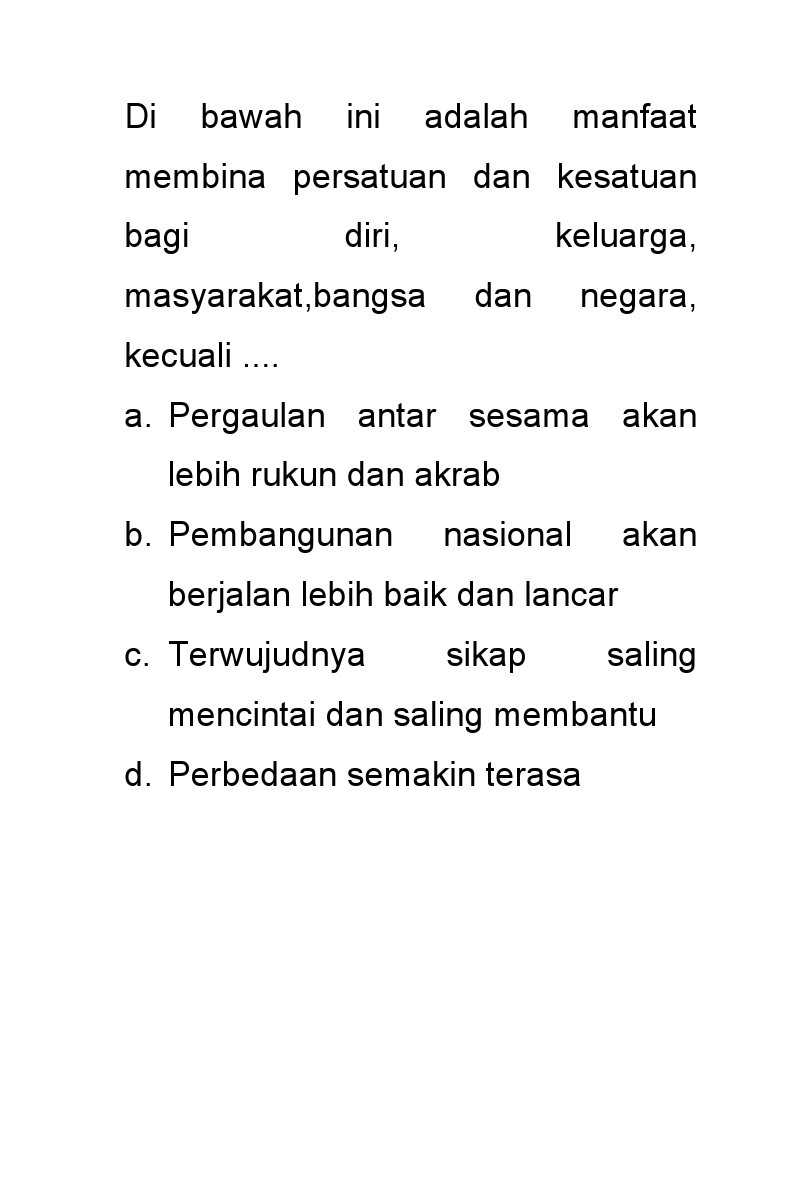 Di bawah ini adalah manfaat
membina persatuan dan kesatuan
bagi diri, keluarga,
masyarakat,bangsa dan negara,
kecuali ....
a. Pergaulan antar sesama akan
lebih rukun dan akrab
b. Pembangunan nasional akan
berjalan lebih baik dan lancar
c. Terwujudnya sikap saling
mencintai dan saling membantu
d. Perbedaan semakin terasa